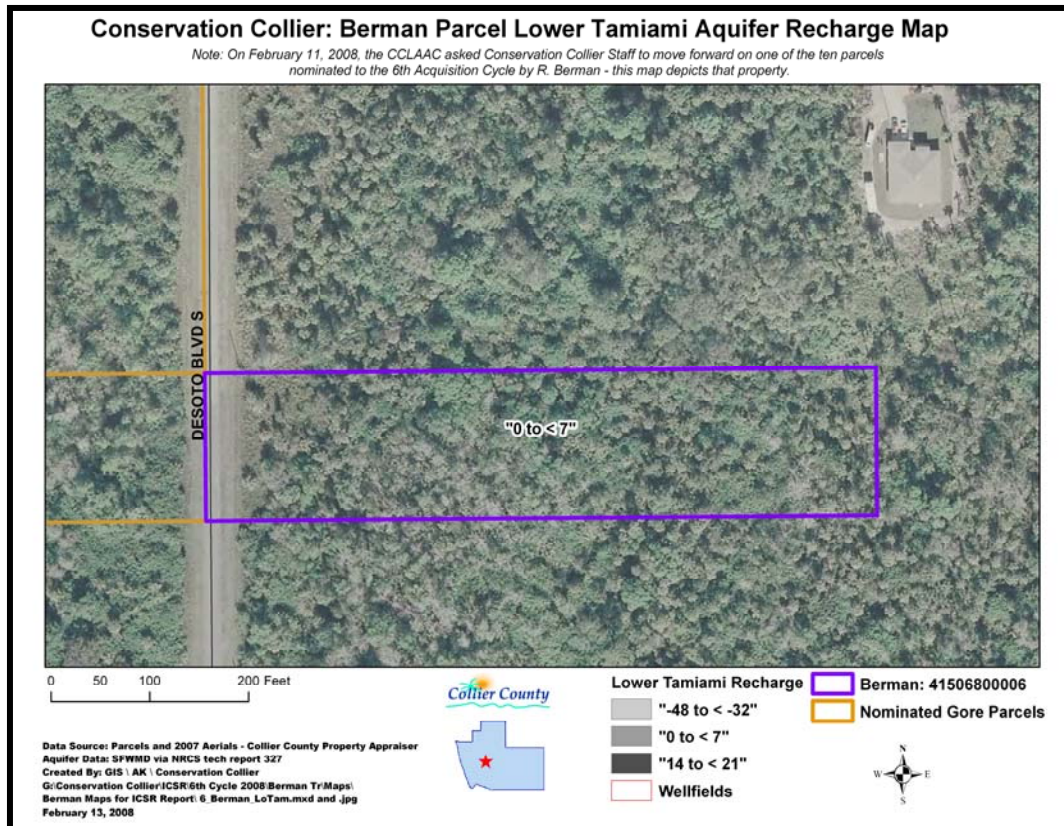 Conservation Collier: Berman Parcel Lower Tamiami Aquifer Recharge Map
Note: On February 11, 2008, the CCLAAC asked Conservation Collier Staff to move forward on one of the ten parcels
nominated to the 6th Acquisition Cycle by R. Berman - this map depicts that property.
DESOTO BLVD S
"0 to < 7"
0 50 100 200 Feet
Collier County
Lower Tamiami Recharge
"-48 to < -32"
"0 to < 7"
"14 to < 21"
Wellfields
Berman: 41506800006
Nominated Gore Parcels
Data Source: Parcels and 2007 Aerials - Collier County Property Appraiser
Aquifer Data: SFWMD via NRCS tech report 327
Created By: GIS \ AK \ Conservation Collier
G:\Conservation Collier\ICSR\6th Cycle 2008\Berman Tr\Maps\
Berman Maps for ICSR Report\ 6_Berman_LoTam.mxd and .jpg
February 13, 2008
N
W E
S